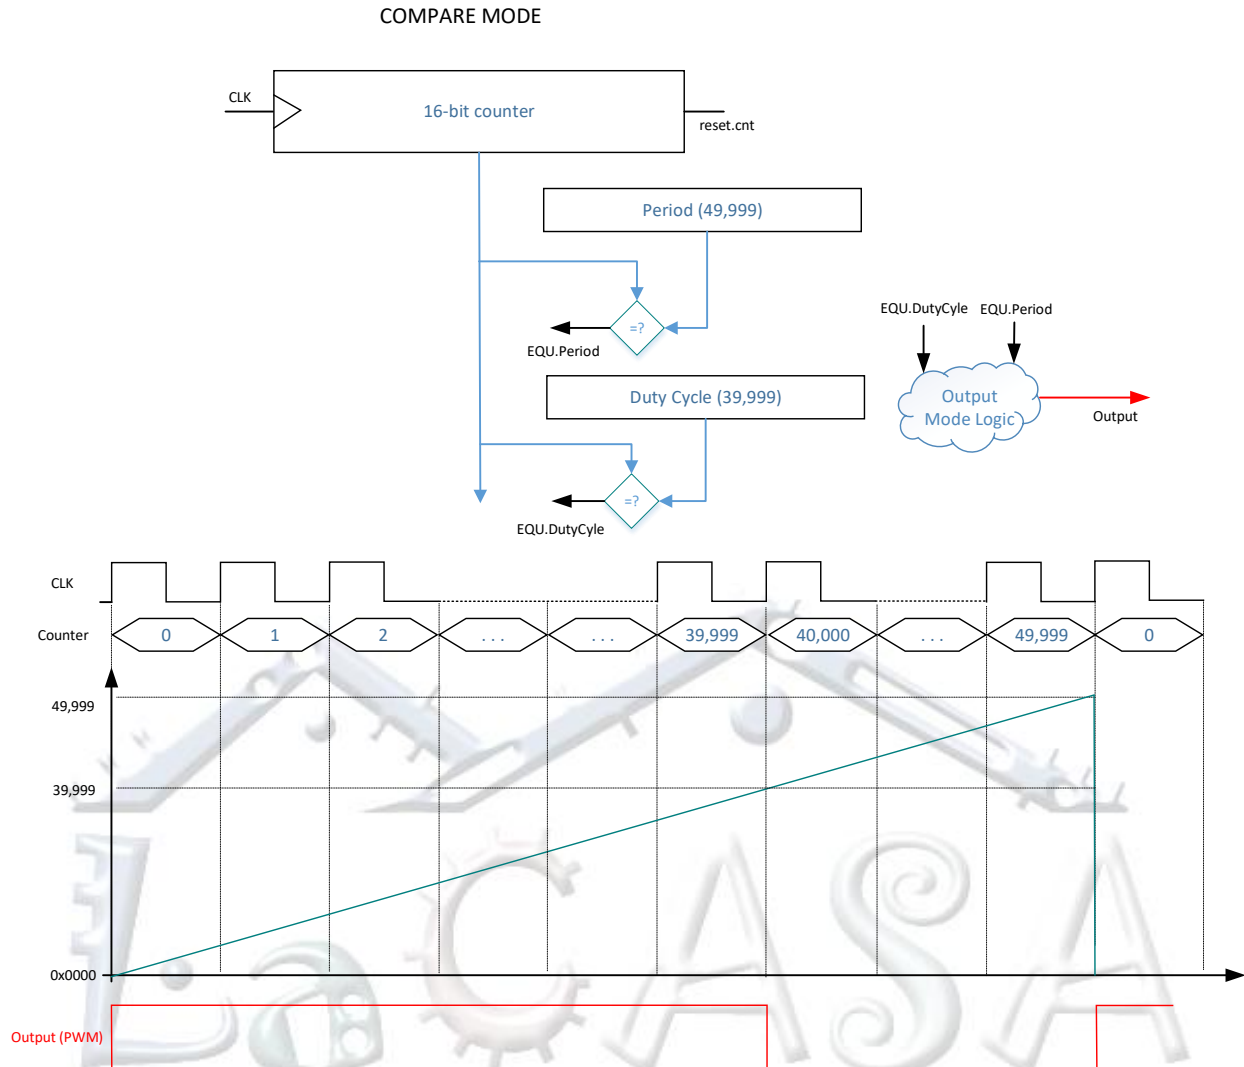 COMPARE MODE
CLK
16-bit counter
reset.cnt
Period (49,999)
=?
EQU.Period
EQU.DutyCyle
EQU.Period
Duty Cycle (39,999)
Output
Mode Logic
Output
=?
EQU.DutyCyle
CLK
Counter
0
1
2
. . .
. . .
39,999
40,000
. . .
49,999
0
49,999
39,999
0x0000
Output (PWM)
LaCASA